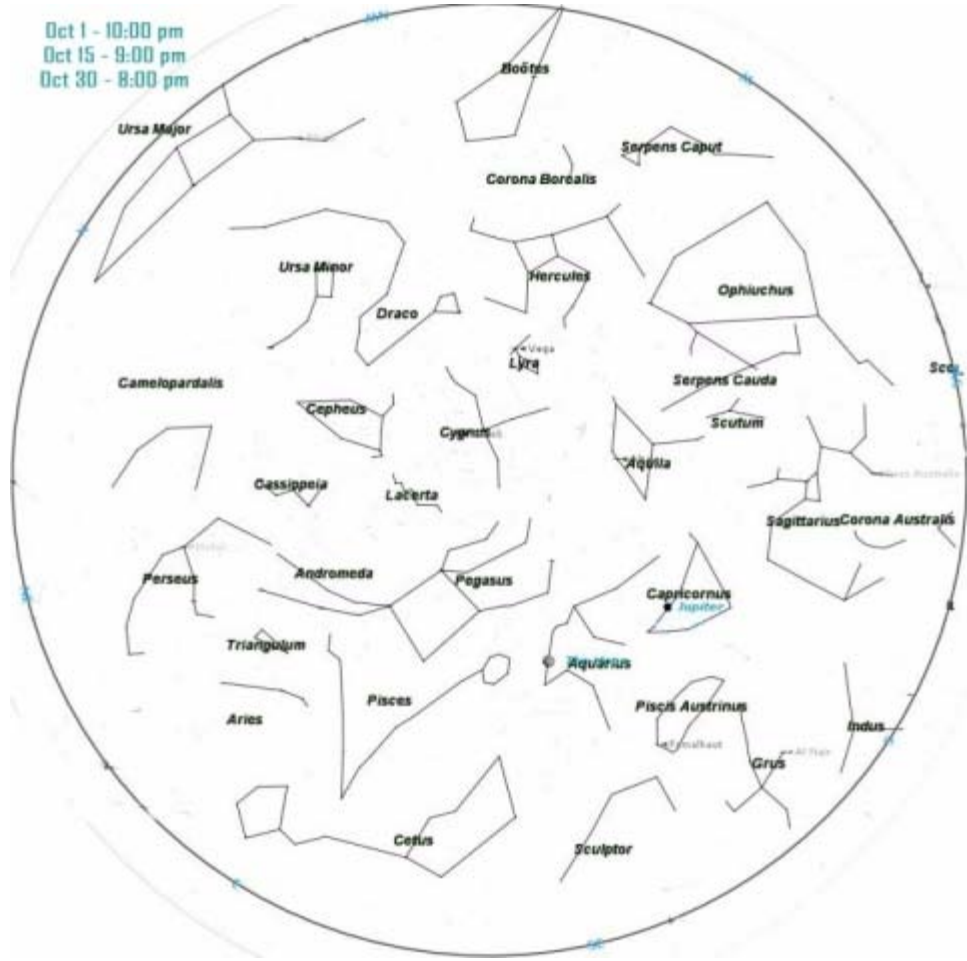 Oct 1 - 10:00 pm
Oct 15 - 9:00 pm
Oct 30 - 8:00 pm
NW
Boötes
W
Ursa Major
Serpens Caput
Corona Borealis
N
Ursa Minor
Hercules
Ophiuchus
Draco
Vega
Lyra
Camelopardalis
Serpens Cauda
Cepheus
Scutum
Cygnus
Aquila
Cassippeia
Lacerta
Sagittarius
Corona Australis
Perseus
Andromeda
Pegasus
Capricornus
Jupiter
Triangulum
Aquarius
Pisces
Piscis Austrinus
Aries
Indus
Fomalhaut
Al Nair
Grus
Cetus
Sculptor
E
SE